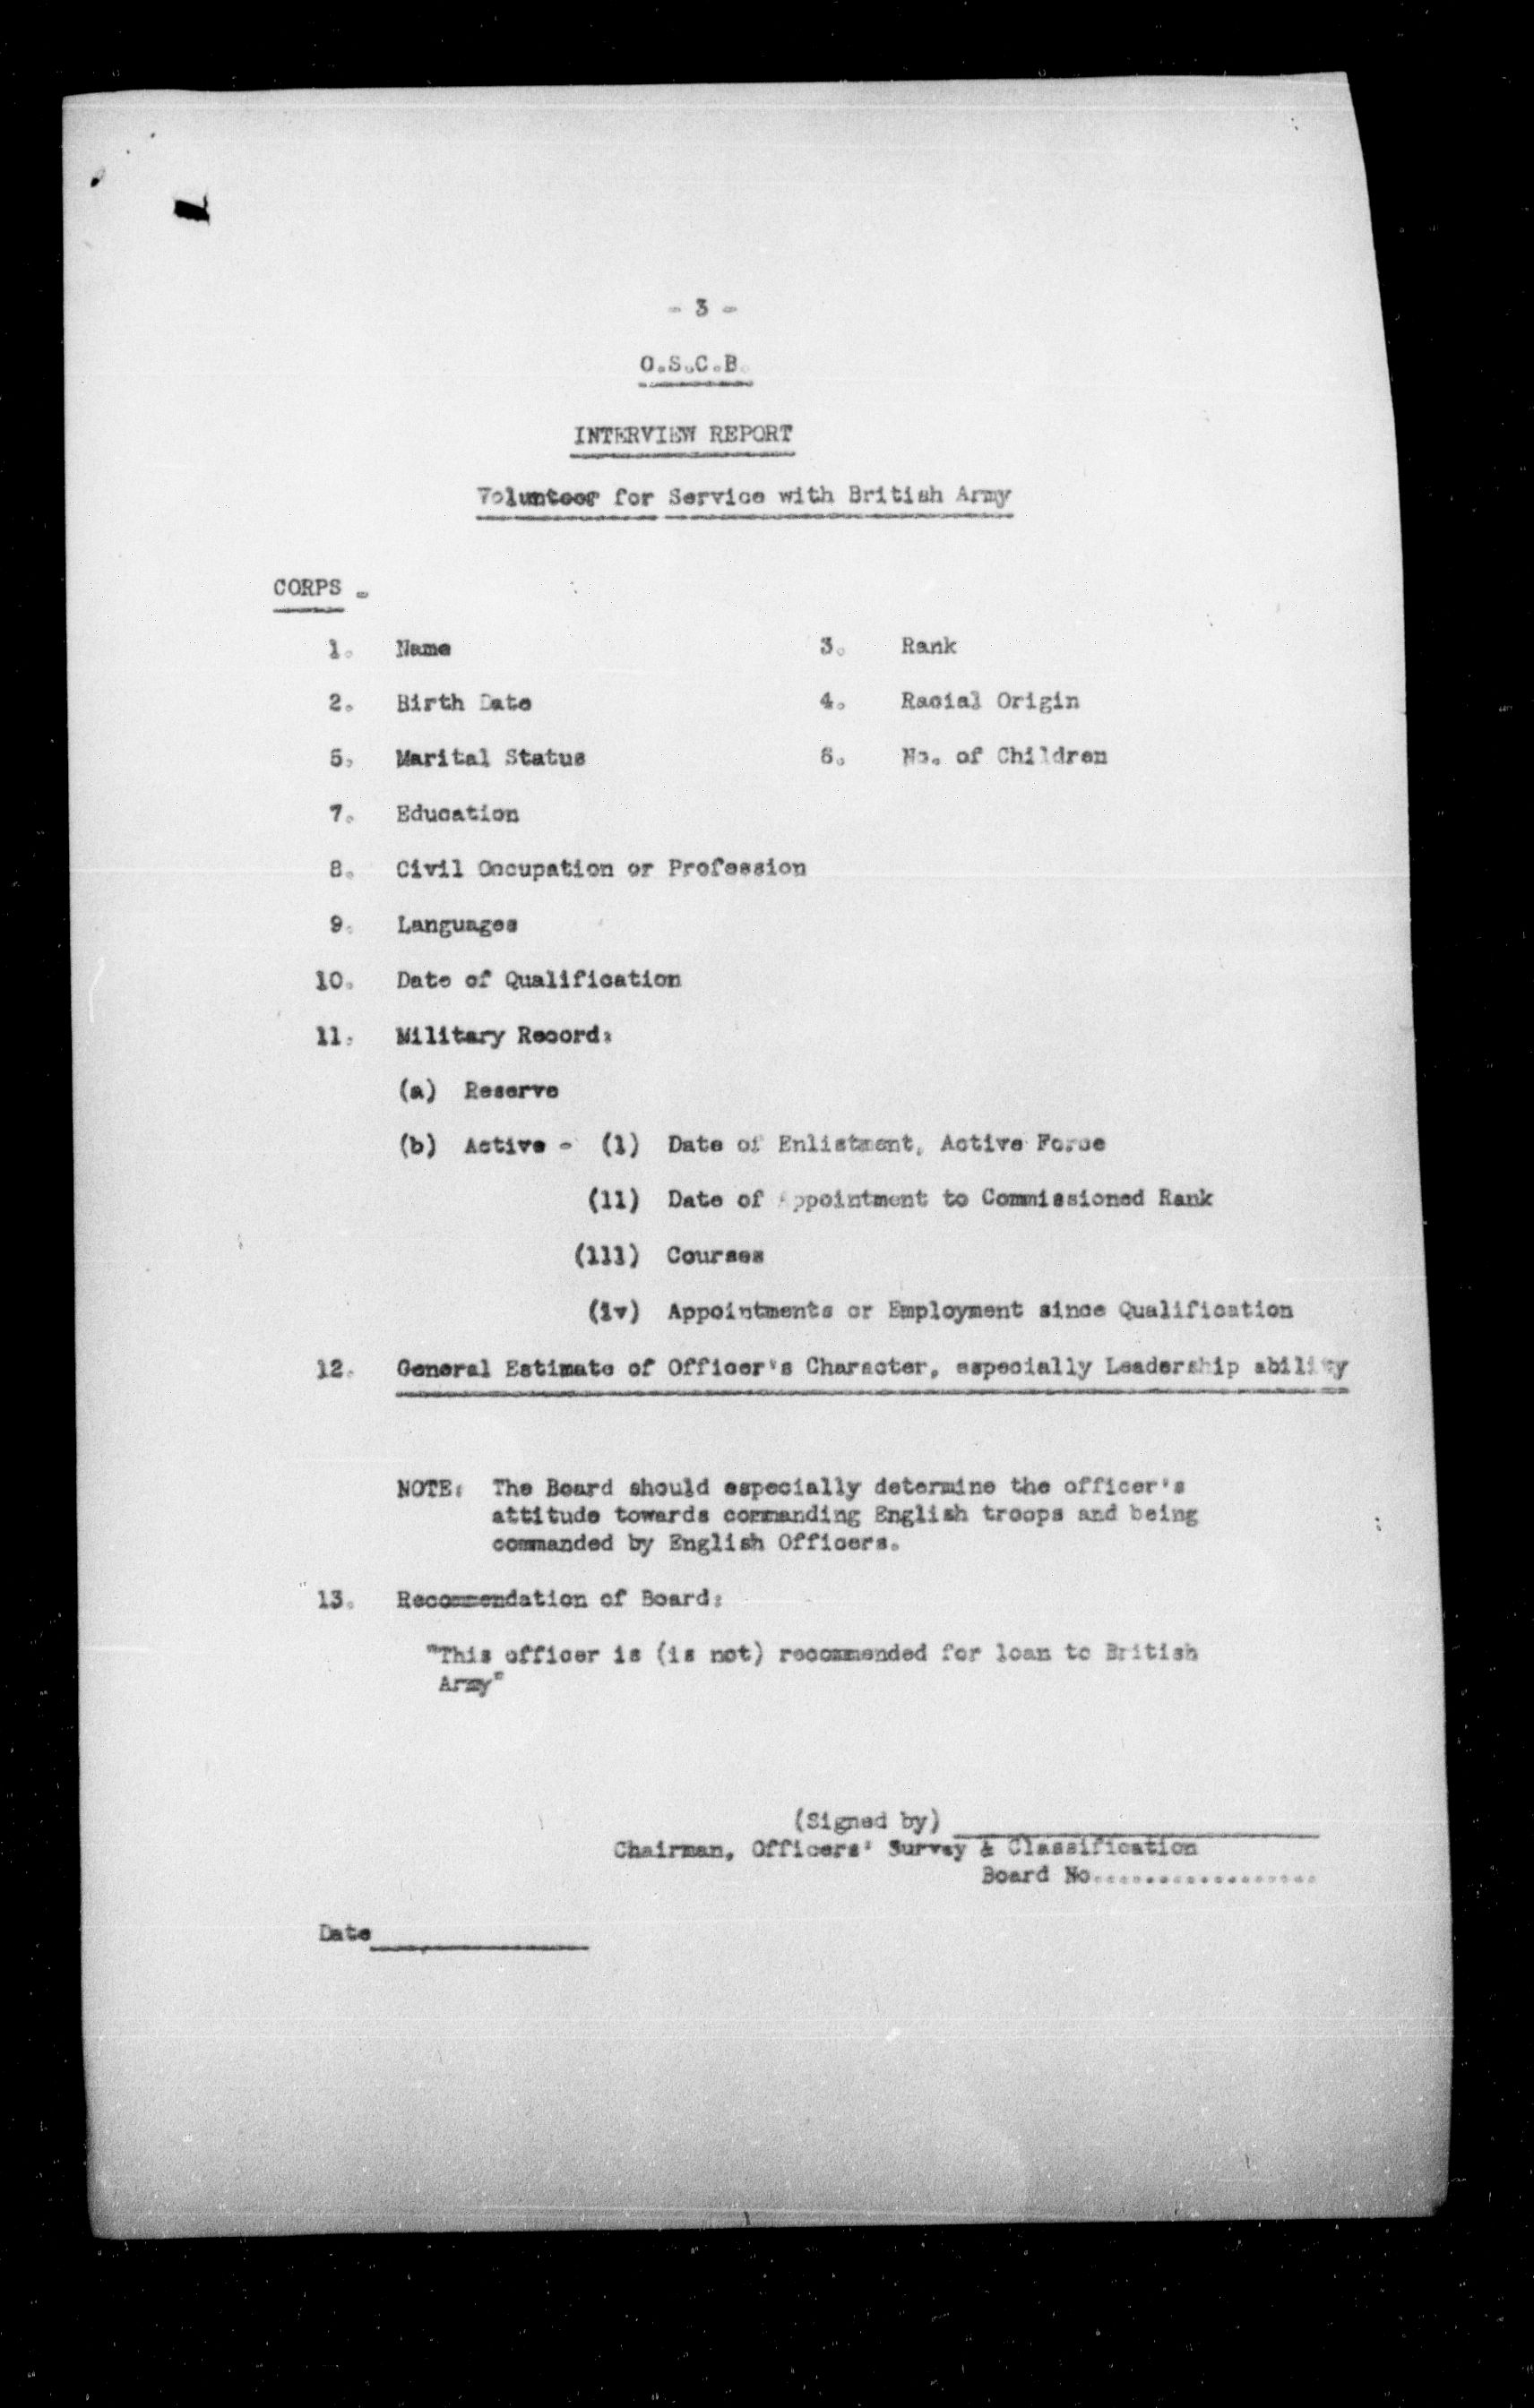 - 3 -
O.S.C.B.
INTERVIEW REPORT
Volunteer for Service with British Army
CORPS -
1. Name 3. Rank
2. Birth Date 4. Racial Origin
5. Marital Status 6. No. of Children
7. Education
8. Civil Occupation or Profession
9. Languages
10. Date of Qualification
11. Military Record:
(a) Reserve
(b) Active - (i) Date of Enlistment, Active Force
(ii) Date of Appointment to Commissioned Rank
(iii) Courses
(iv) Appointments or Employment since Qualification
12. General Estimate of Officer's Character, especially Leadership ability
NOTE: The Board should especially determine the officer's
attitude towards commanding English troops and being
commanded by English Officers.
13. Recommendation of Board:
"This officer is (is not) recommended for loan to British
Army"
(Signed by)
Chairman, Officers' Survey & Classification
Board No..................
Date